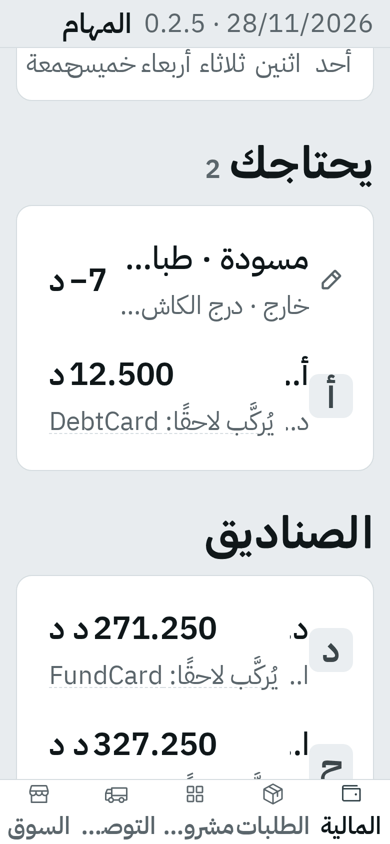 المهام 0.2.5 · 28/11/2026
أحد اثنين ثلاثاء أربعاء خميس جمعة
يحتاجك 2
مسودة · طبا...
−7 د
خارج · درج الكاش...
أ..
12.500 د
أ
د.. يُركَّب لاحقًا: DebtCard
الصناديق
د.
271.250 د د
د
ا.. يُركَّب لاحقًا: FundCard
ا..
327.250 د د
ح
المالية الطلبات مشرو... التوص... السوق